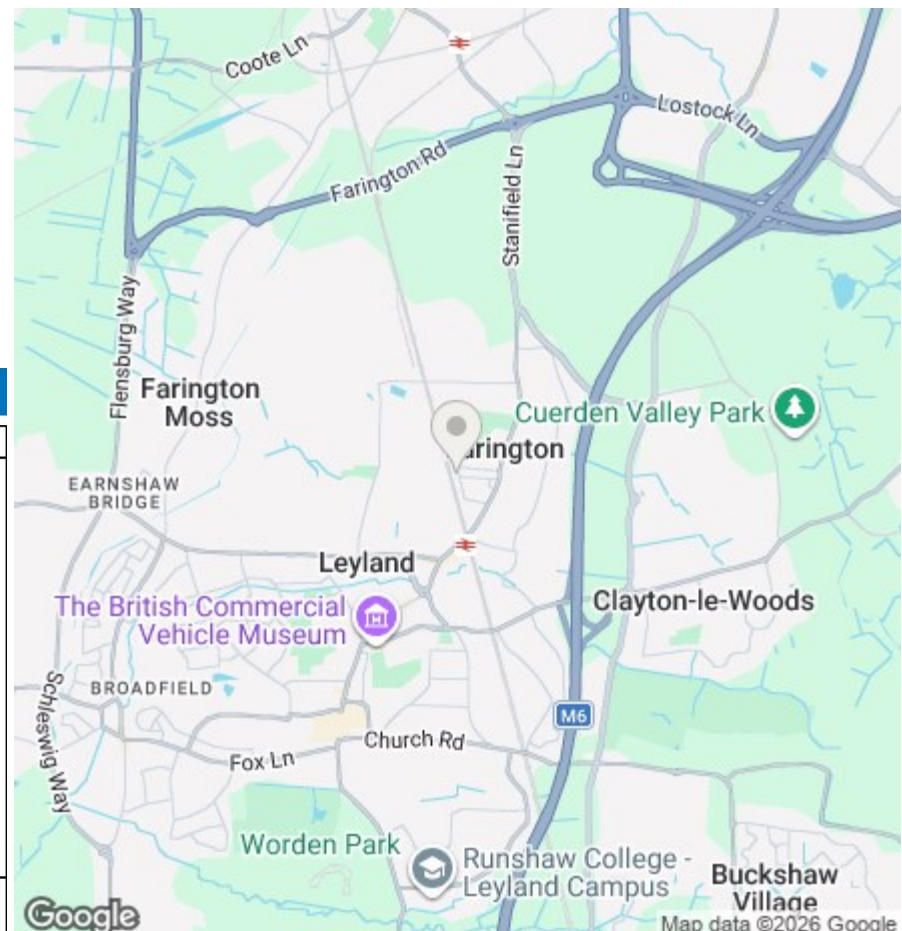 Coote Ln
Lostock Ln
Farington Rd
Stanifield Ln
Flensburg Way
Farington
Moss
Cuerden Valley Park
arington
EARNSHAW
BRIDGE
Leyland
Clayton-le-Woods
The British Commercial
Vehicle Museum
BROADFIELD
Schleswig Way
M6
Church Rd
Fox Ln
Worden Park
Runshaw College -
Leyland Campus
Buckshaw
Village
Google
Map data ©2026 Google